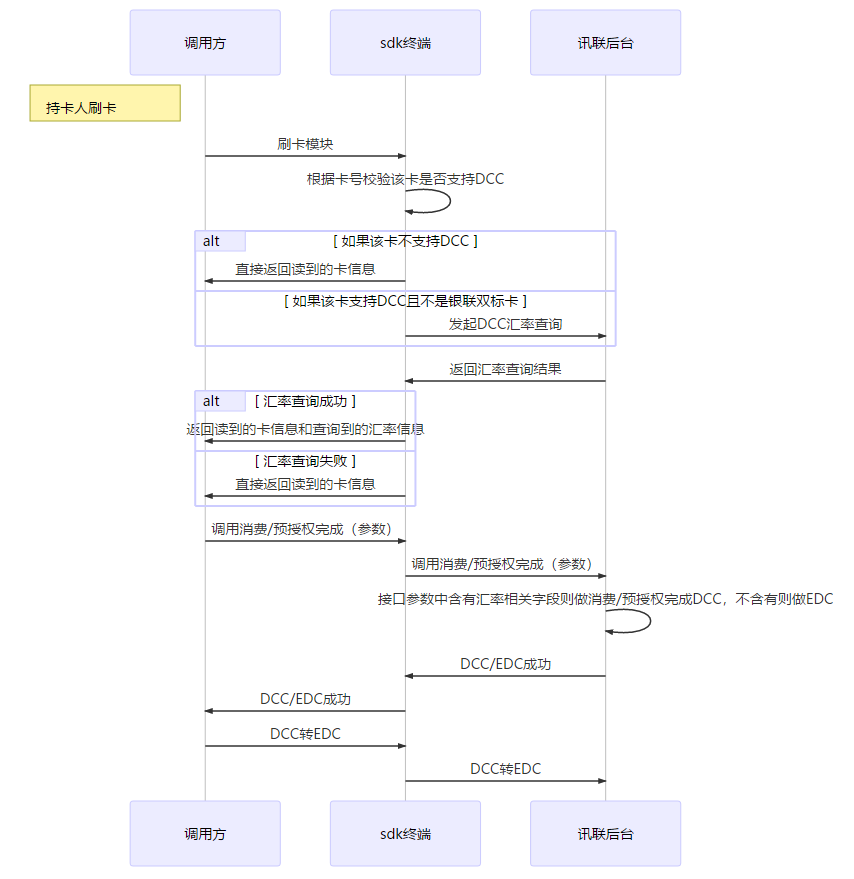 调用方
sdk终端
讯联后台
持卡人刷卡
刷卡模块
根据卡号校验该卡是否支持DCC
alt
[ 如果该卡不支持DCC ]
直接返回读到的卡信息
[ 如果该卡支持DCC且不是银联双标卡 ]
发起DCC汇率查询
返回汇率查询结果
alt
[ 汇率查询成功 ]
返回读到的卡信息和查询到的汇率信息
[ 汇率查询失败 ]
直接返回读到的卡信息
调用消费/预授权完成（参数）
调用消费/预授权完成（参数）
接口参数中含有汇率相关字段则做消费/预授权完成DCC，不含有则做EDC
DCC/EDC成功
DCC/EDC成功
DCC转EDC
DCC转EDC
调用方
sdk终端
讯联后台